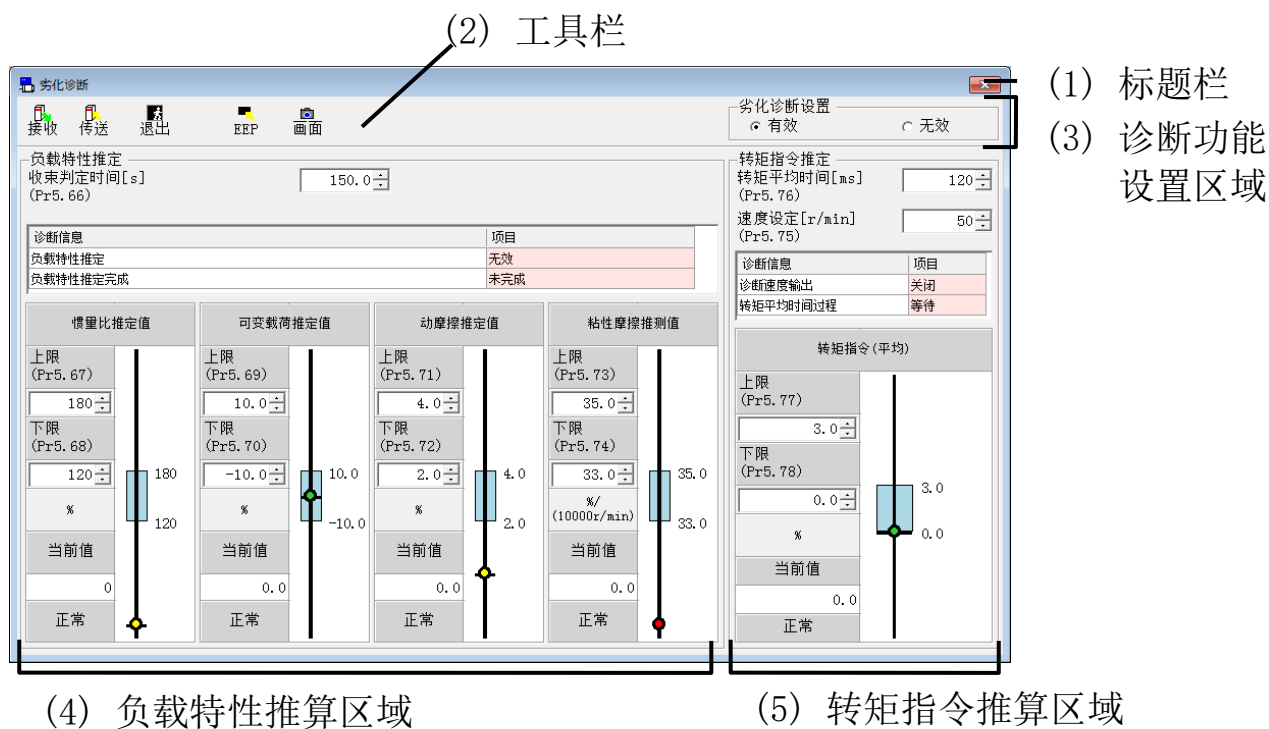 (2) 工具栏
劣化诊断
(1) 标题栏
接收 传送 退出 EEP 画面
劣化诊断设置
有效 无效
(3) 诊断功能
设置区域
负载特性推定
收束判定时间[s]
(Pr5.66)
150.0
诊断信息 项目
负载特性推定 无效
负载特性推定完成 未完成
惯量比推定值
上限
(Pr5.67)
180
下限
(Pr5.68)
120
%
当前值
0
正常
180
120
可变载荷推定值
上限
(Pr5.69)
10.0
下限
(Pr5.70)
-10.0
%
当前值
0.0
正常
10.0
-10.0
动摩擦推定值
上限
(Pr5.71)
4.0
下限
(Pr5.72)
2.0
%
当前值
0.0
正常
4.0
2.0
粘性摩擦推测值
上限
(Pr5.73)
35.0
下限
(Pr5.74)
33.0
%/
(10000r/min)
当前值
0.0
正常
35.0
33.0
转矩指令推定
转矩平均时间[ms]
(Pr5.76)
120
速度设定[r/min]
(Pr5.75)
50
诊断信息 项目
诊断速度输出 关闭
转矩平均时间过程 等待
转矩指令(平均)
上限
(Pr5.77)
3.0
下限
(Pr5.78)
0.0
%
当前值
0.0
正常
3.0
0.0
(4) 负载特性推算区域
(5) 转矩指令推算区域